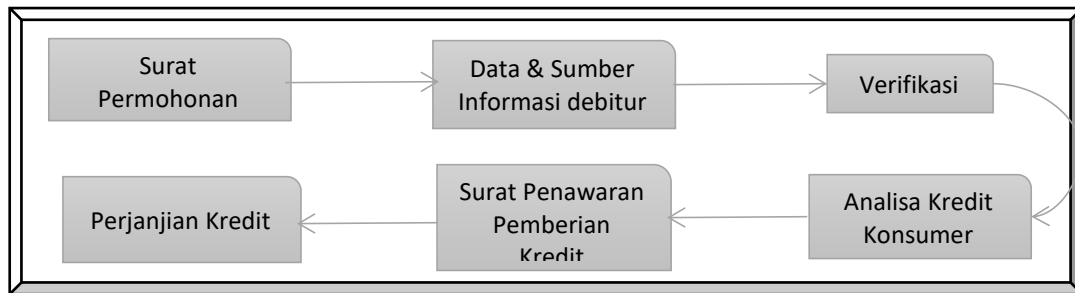 Surat
Permohonan
Data & Sumber
Informasi debitur
Verifikasi
Analisa Kredit
Konsumer
Surat Penawaran
Pemberian
Kredit
Perjanjian Kredit